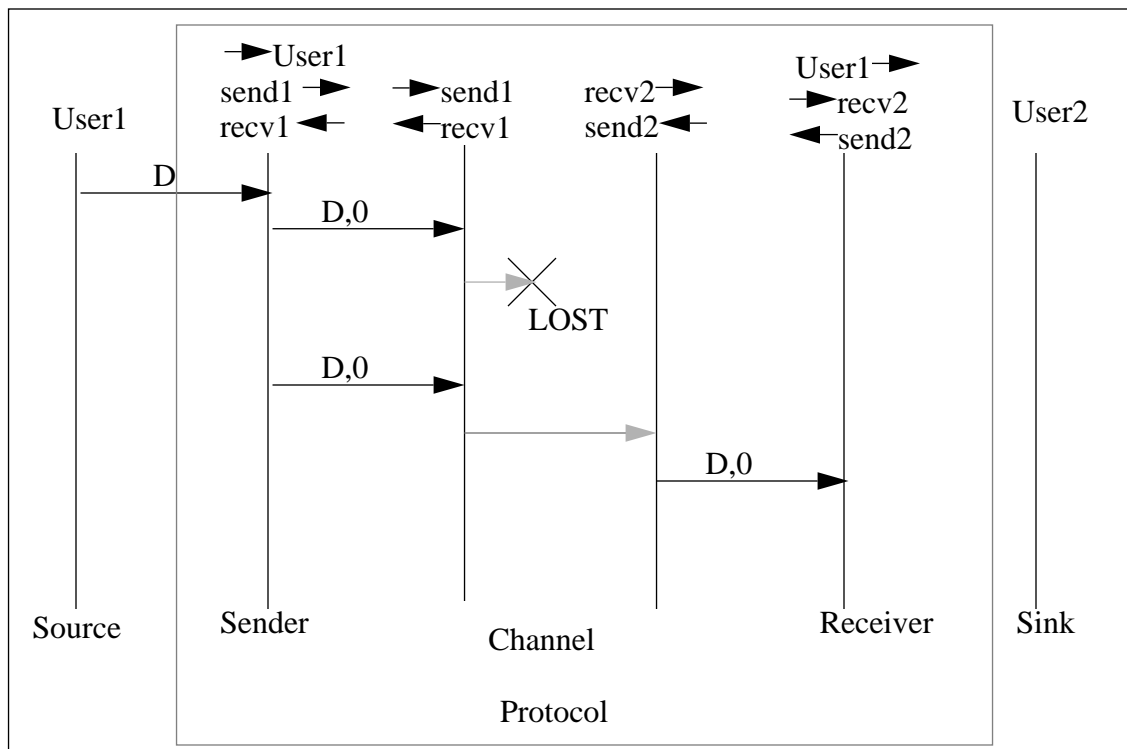 User1
send1
recv1
User1
send1
recv1
recv2
send2
User1
recv2
send2
User2
D
D,0
LOST
D,0
D,0
Source
Sender
Channel
Receiver
Sink
Protocol